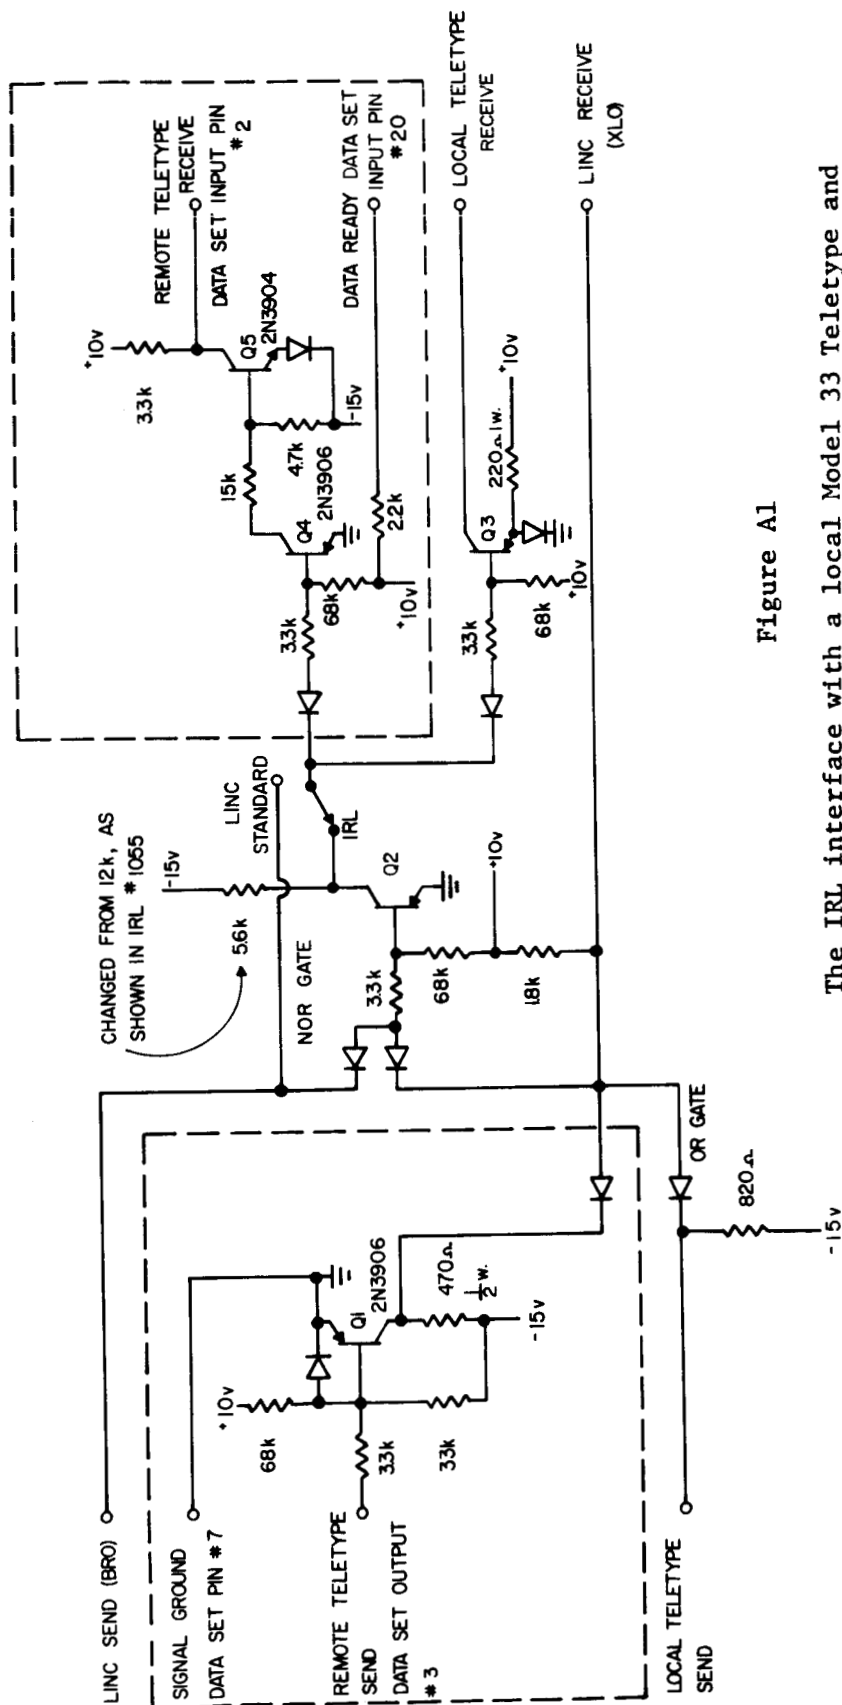 LINC SEND (BRO)
SIGNAL GROUND
DATA SET PIN #7
REMOTE TELETYPE
SEND
DATA SET OUTPUT
#3
LOCAL TELETYPE
SEND
+10v
68k
3.3k
33k
Q1
2N3906
470Ω
1/2 w.
-15v
OR GATE
820Ω
-15v
CHANGED FROM 12k, AS
SHOWN IN IRL #1055
5.6k
-15v
NOR GATE
LINC
STANDARD
IRL
Q2
3.3k
68k
+10v
1.8k
3.3k
68k
+10v
Q4
2N3906
15k
4.7k
-15v
2.2k
+10v
3.3k
Q5
2N3904
REMOTE TELETYPE
RECEIVE
DATA SET INPUT PIN
#2
DATA READY DATA SET
INPUT PIN
#20
3.3k
68k
+10v
Q3
220Ω 1w.
+10v
LOCAL TELETYPE
RECEIVE
LINC RECEIVE
(XLO)
Figure A1
The IRL interface with a local Model 33 Teletype and